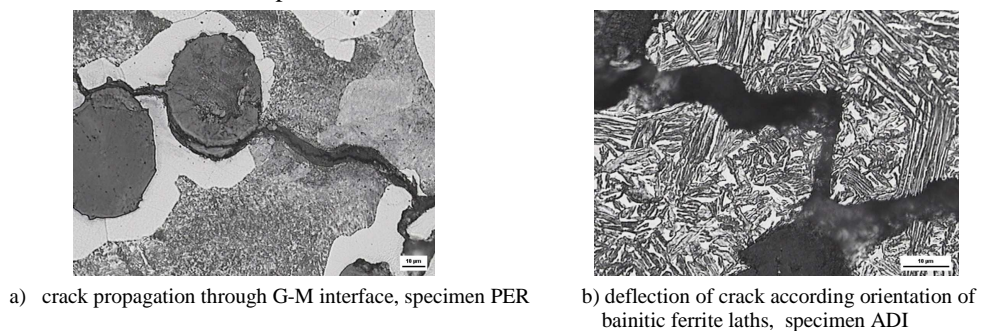 10 µm
10 µm
a) crack propagation through G-M interface, specimen PER
b) deflection of crack according orientation of
bainitic ferrite laths, specimen ADI